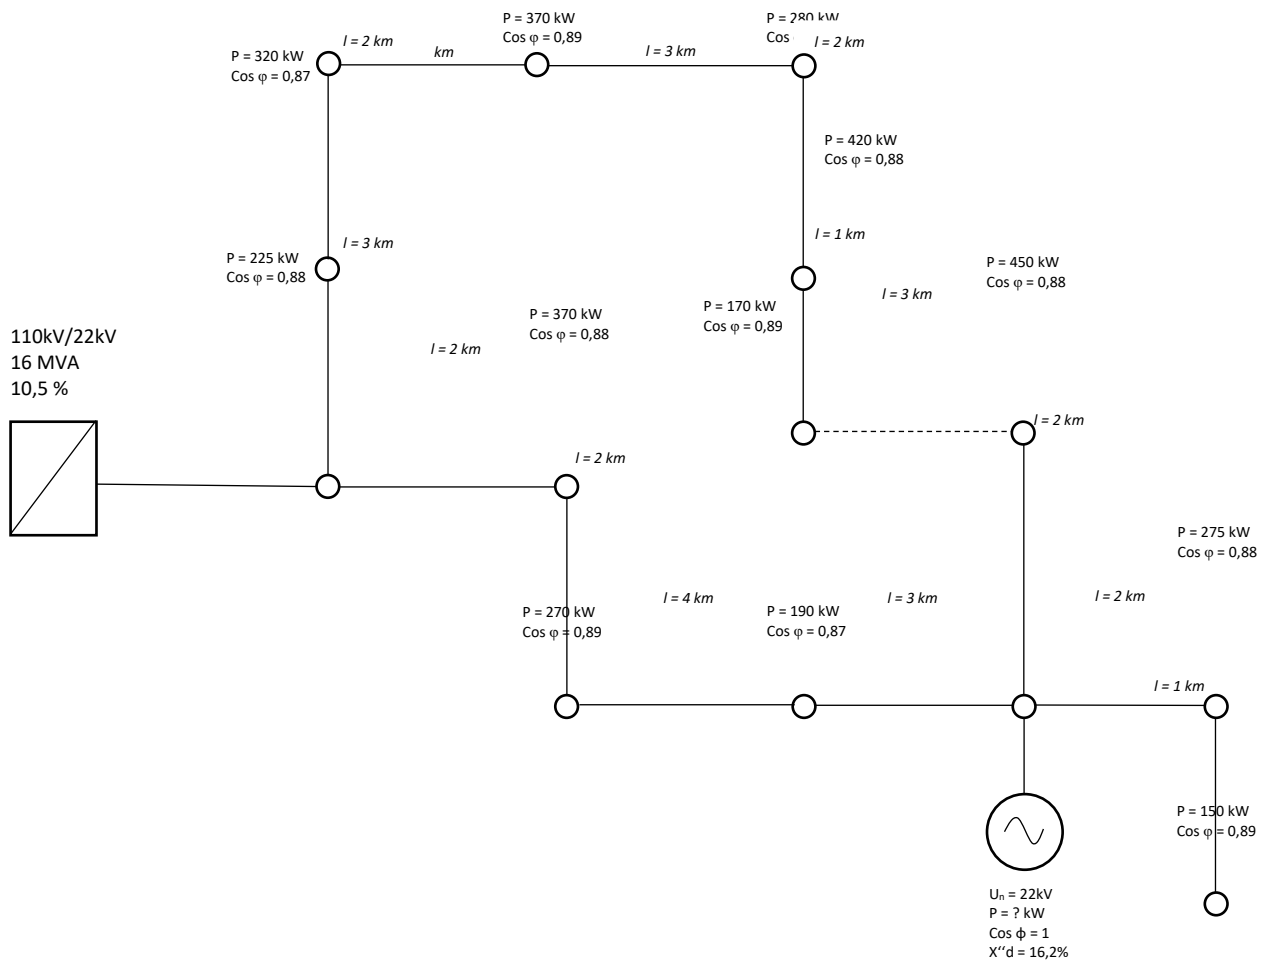 P = 370 kW
Cos φ = 0,89
P = 280 kW
Cos
l = 2 km
km
l = 3 km
l = 2 km
P = 320 kW
Cos φ = 0,87
P = 420 kW
Cos φ = 0,88
l = 1 km
l = 3 km
P = 225 kW
Cos φ = 0,88
P = 450 kW
Cos φ = 0,88
l = 3 km
P = 370 kW
Cos φ = 0,88
P = 170 kW
Cos φ = 0,89
l = 2 km
110kV/22kV
16 MVA
10,5 %
l = 2 km
l = 2 km
P = 275 kW
Cos φ = 0,88
l = 4 km
l = 3 km
l = 2 km
P = 270 kW
Cos φ = 0,89
P = 190 kW
Cos φ = 0,87
l = 1 km
P = 150 kW
Cos φ = 0,89
Uₙ = 22kV
P = ? kW
Cos ϕ = 1
X‘‘d = 16,2%